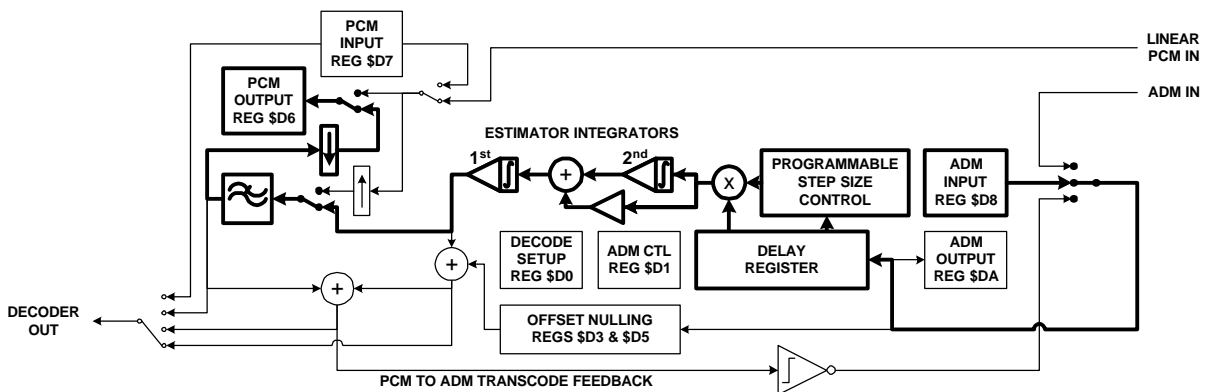 PCM
INPUT
REG $D7
LINEAR
PCM IN
PCM
OUTPUT
REG $D6
ADM IN
ESTIMATOR INTEGRATORS
1st
2nd
+
X
PROGRAMMABLE
STEP SIZE
CONTROL
ADM
INPUT
REG $D8
DECODE
SETUP
REG $D0
ADM CTL
REG $D1
DELAY
REGISTER
ADM
OUTPUT
REG $DA
+
+
DECODER
OUT
OFFSET NULLING
REGS $D3 & $D5
PCM TO ADM TRANSCODE FEEDBACK